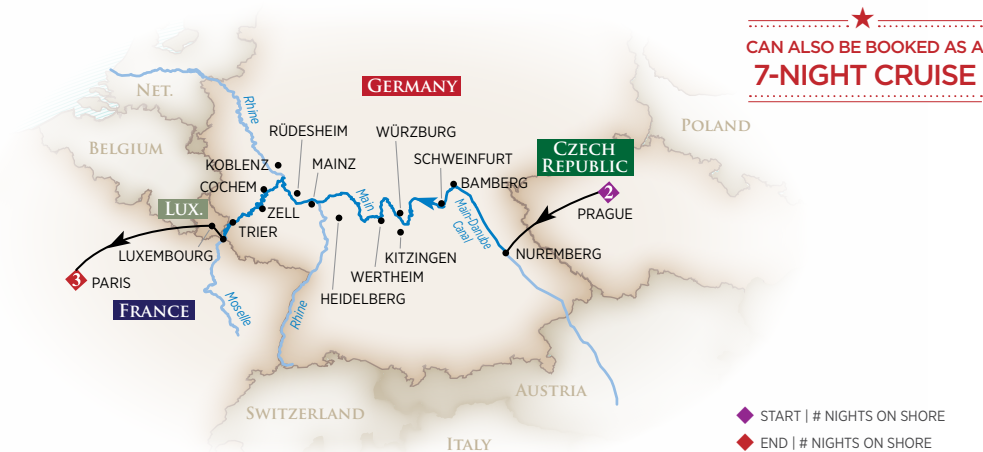 CAN ALSO BE BOOKED AS A
7-NIGHT CRUISE
NET.
GERMANY
Rhine
POLAND
BELGIUM
RÜDESHEIM
WÜRZBURG
CZECH
REPUBLIC
KOBLENZ
MAINZ
SCHWEINFURT
COCHEM
BAMBERG
2
PRAGUE
LUX.
ZELL
Main
Main-Danube
Canal
TRIER
LUXEMBOURG
KITZINGEN
NUREMBERG
WERTHEIM
3
PARIS
HEIDELBERG
FRANCE
Moselle
Rhine
AUSTRIA
SWITZERLAND
ITALY
START | # NIGHTS ON SHORE
END | # NIGHTS ON SHORE